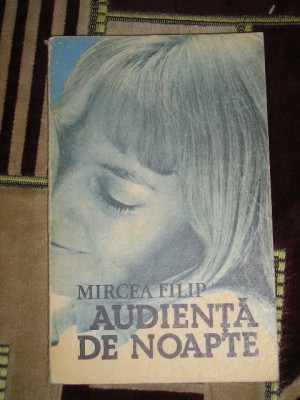 MIRCEA FILIP
AUDIENȚĂ
DE NOAPTE